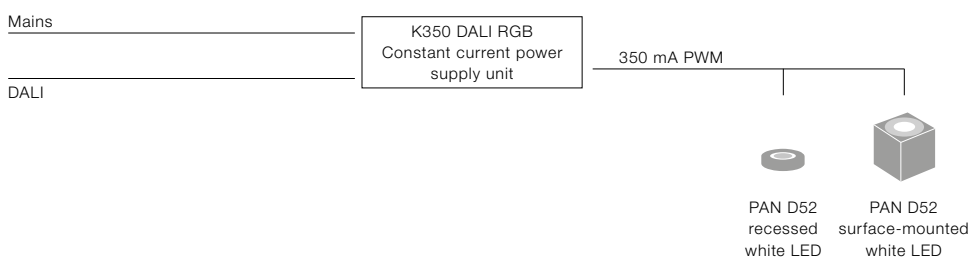 Mains
K350 DALI RGB
Constant current power
supply unit
350 mA PWM
DALI
PAN D52
recessed
white LED
PAN D52
surface-mounted
white LED